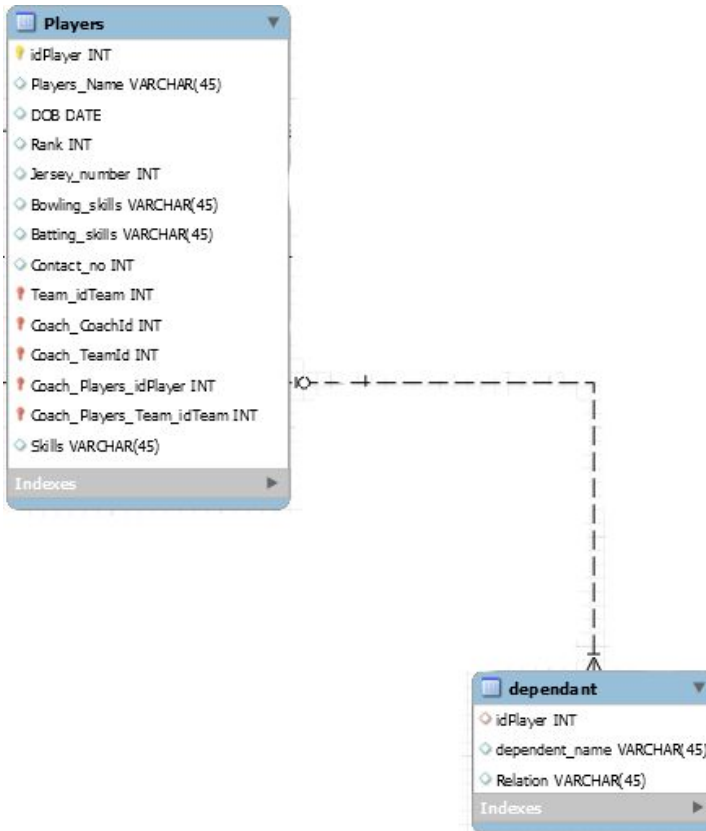 Players
idPlayer INT
Players_Name VARCHAR(45)
DOB DATE
Rank INT
Jersey_number INT
Bowling_skills VARCHAR(45)
Batting_skills VARCHAR(45)
Contact_no INT
Team_idTeam INT
Coach_CoachId INT
Coach_TeamId INT
Coach_Players_idPlayer INT
Coach_Players_Team_idTeam INT
Skills VARCHAR(45)
Indexes
dependant
idPlayer INT
dependent_name VARCHAR(45)
Relation VARCHAR(45)
Indexes